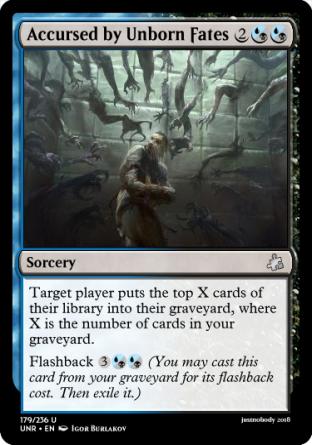 Accursed by Unborn Fates 2
Sorcery
Target player puts the top X cards of
their library into their graveyard, where
X is the number of cards in your
graveyard.
Flashback 3 (You may cast this
card from your graveyard for its flashback
cost. Then exile it.)
179/236 U
UNR • EN Igor Burlakov
justnobody 2018